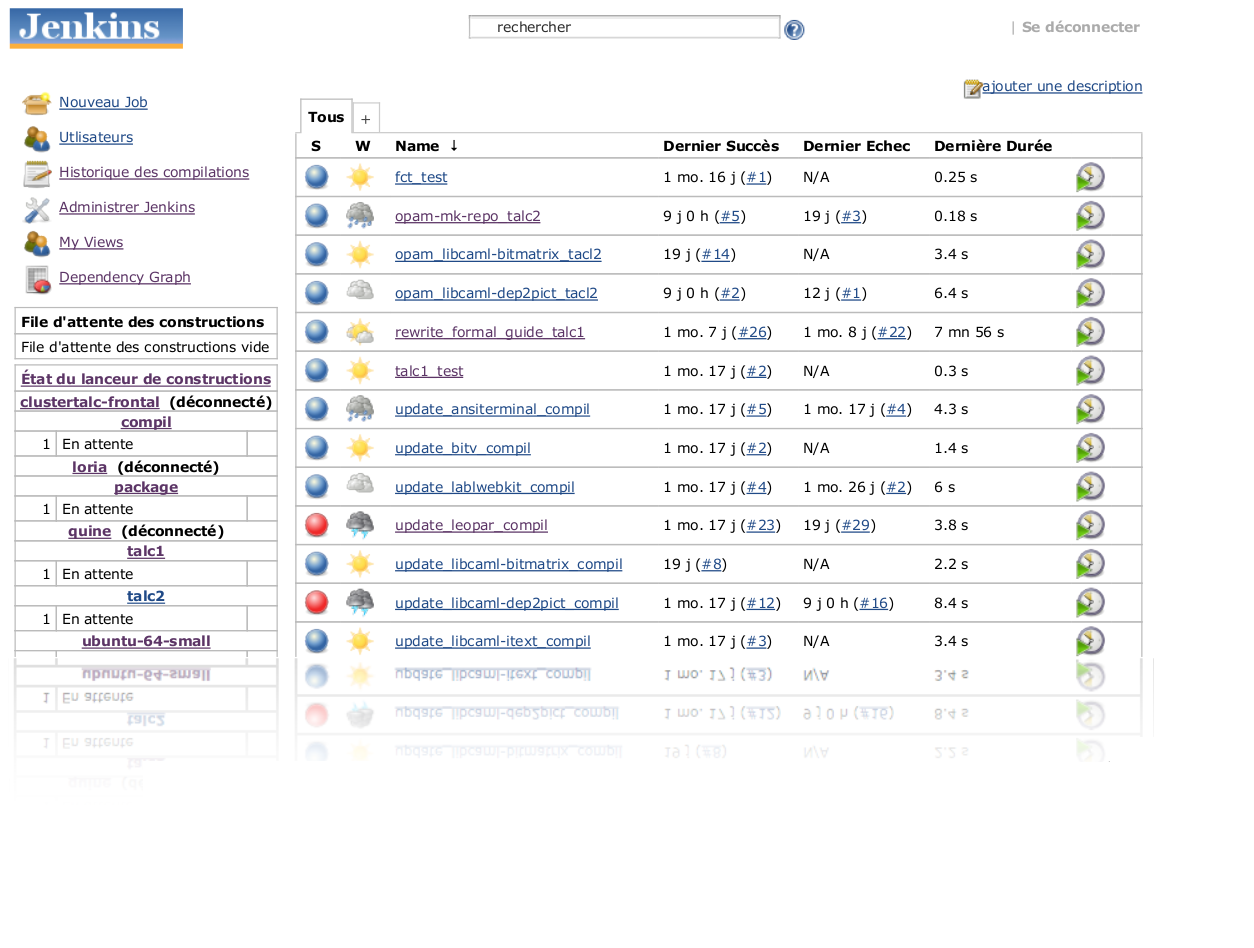 Jenkins
rechercher
?
| Se déconnecter
ajouter une description
Nouveau Job
Utlisateurs
Historique des compilations
Administrer Jenkins
My Views
Dependency Graph
File d'attente des constructions
File d'attente des constructions vide
État du lanceur de constructions
clustertalc-frontal (déconnecté)
compil
1 En attente
loria (déconnecté)
package
1 En attente
quine (déconnecté)
talc1
1 En attente
talc2
1 En attente
ubuntu-64-small
Tous +
S W Name ↓ Dernier Succès Dernier Echec Dernière Durée
fct_test 1 mo. 16 j (#1) N/A 0.25 s
opam-mk-repo_talc2 9 j 0 h (#5) 19 j (#3) 0.18 s
opam_libcaml-bitmatrix_tacl2 19 j (#14) N/A 3.4 s
opam_libcaml-dep2pict_tacl2 9 j 0 h (#2) 12 j (#1) 6.4 s
rewrite_formal_guide_talc1 1 mo. 7 j (#26) 1 mo. 8 j (#22) 7 mn 56 s
talc1_test 1 mo. 17 j (#2) N/A 0.3 s
update_ansiterminal_compil 1 mo. 17 j (#5) 1 mo. 17 j (#4) 4.3 s
update_bitv_compil 1 mo. 17 j (#2) N/A 1.4 s
update_lablwebkit_compil 1 mo. 17 j (#4) 1 mo. 26 j (#2) 6 s
update_leopar_compil 1 mo. 17 j (#23) 19 j (#29) 3.8 s
update_libcaml-bitmatrix_compil 19 j (#8) N/A 2.2 s
update_libcaml-dep2pict_compil 1 mo. 17 j (#12) 9 j 0 h (#16) 8.4 s
update_libcaml-itext_compil 1 mo. 17 j (#3) N/A 3.4 s